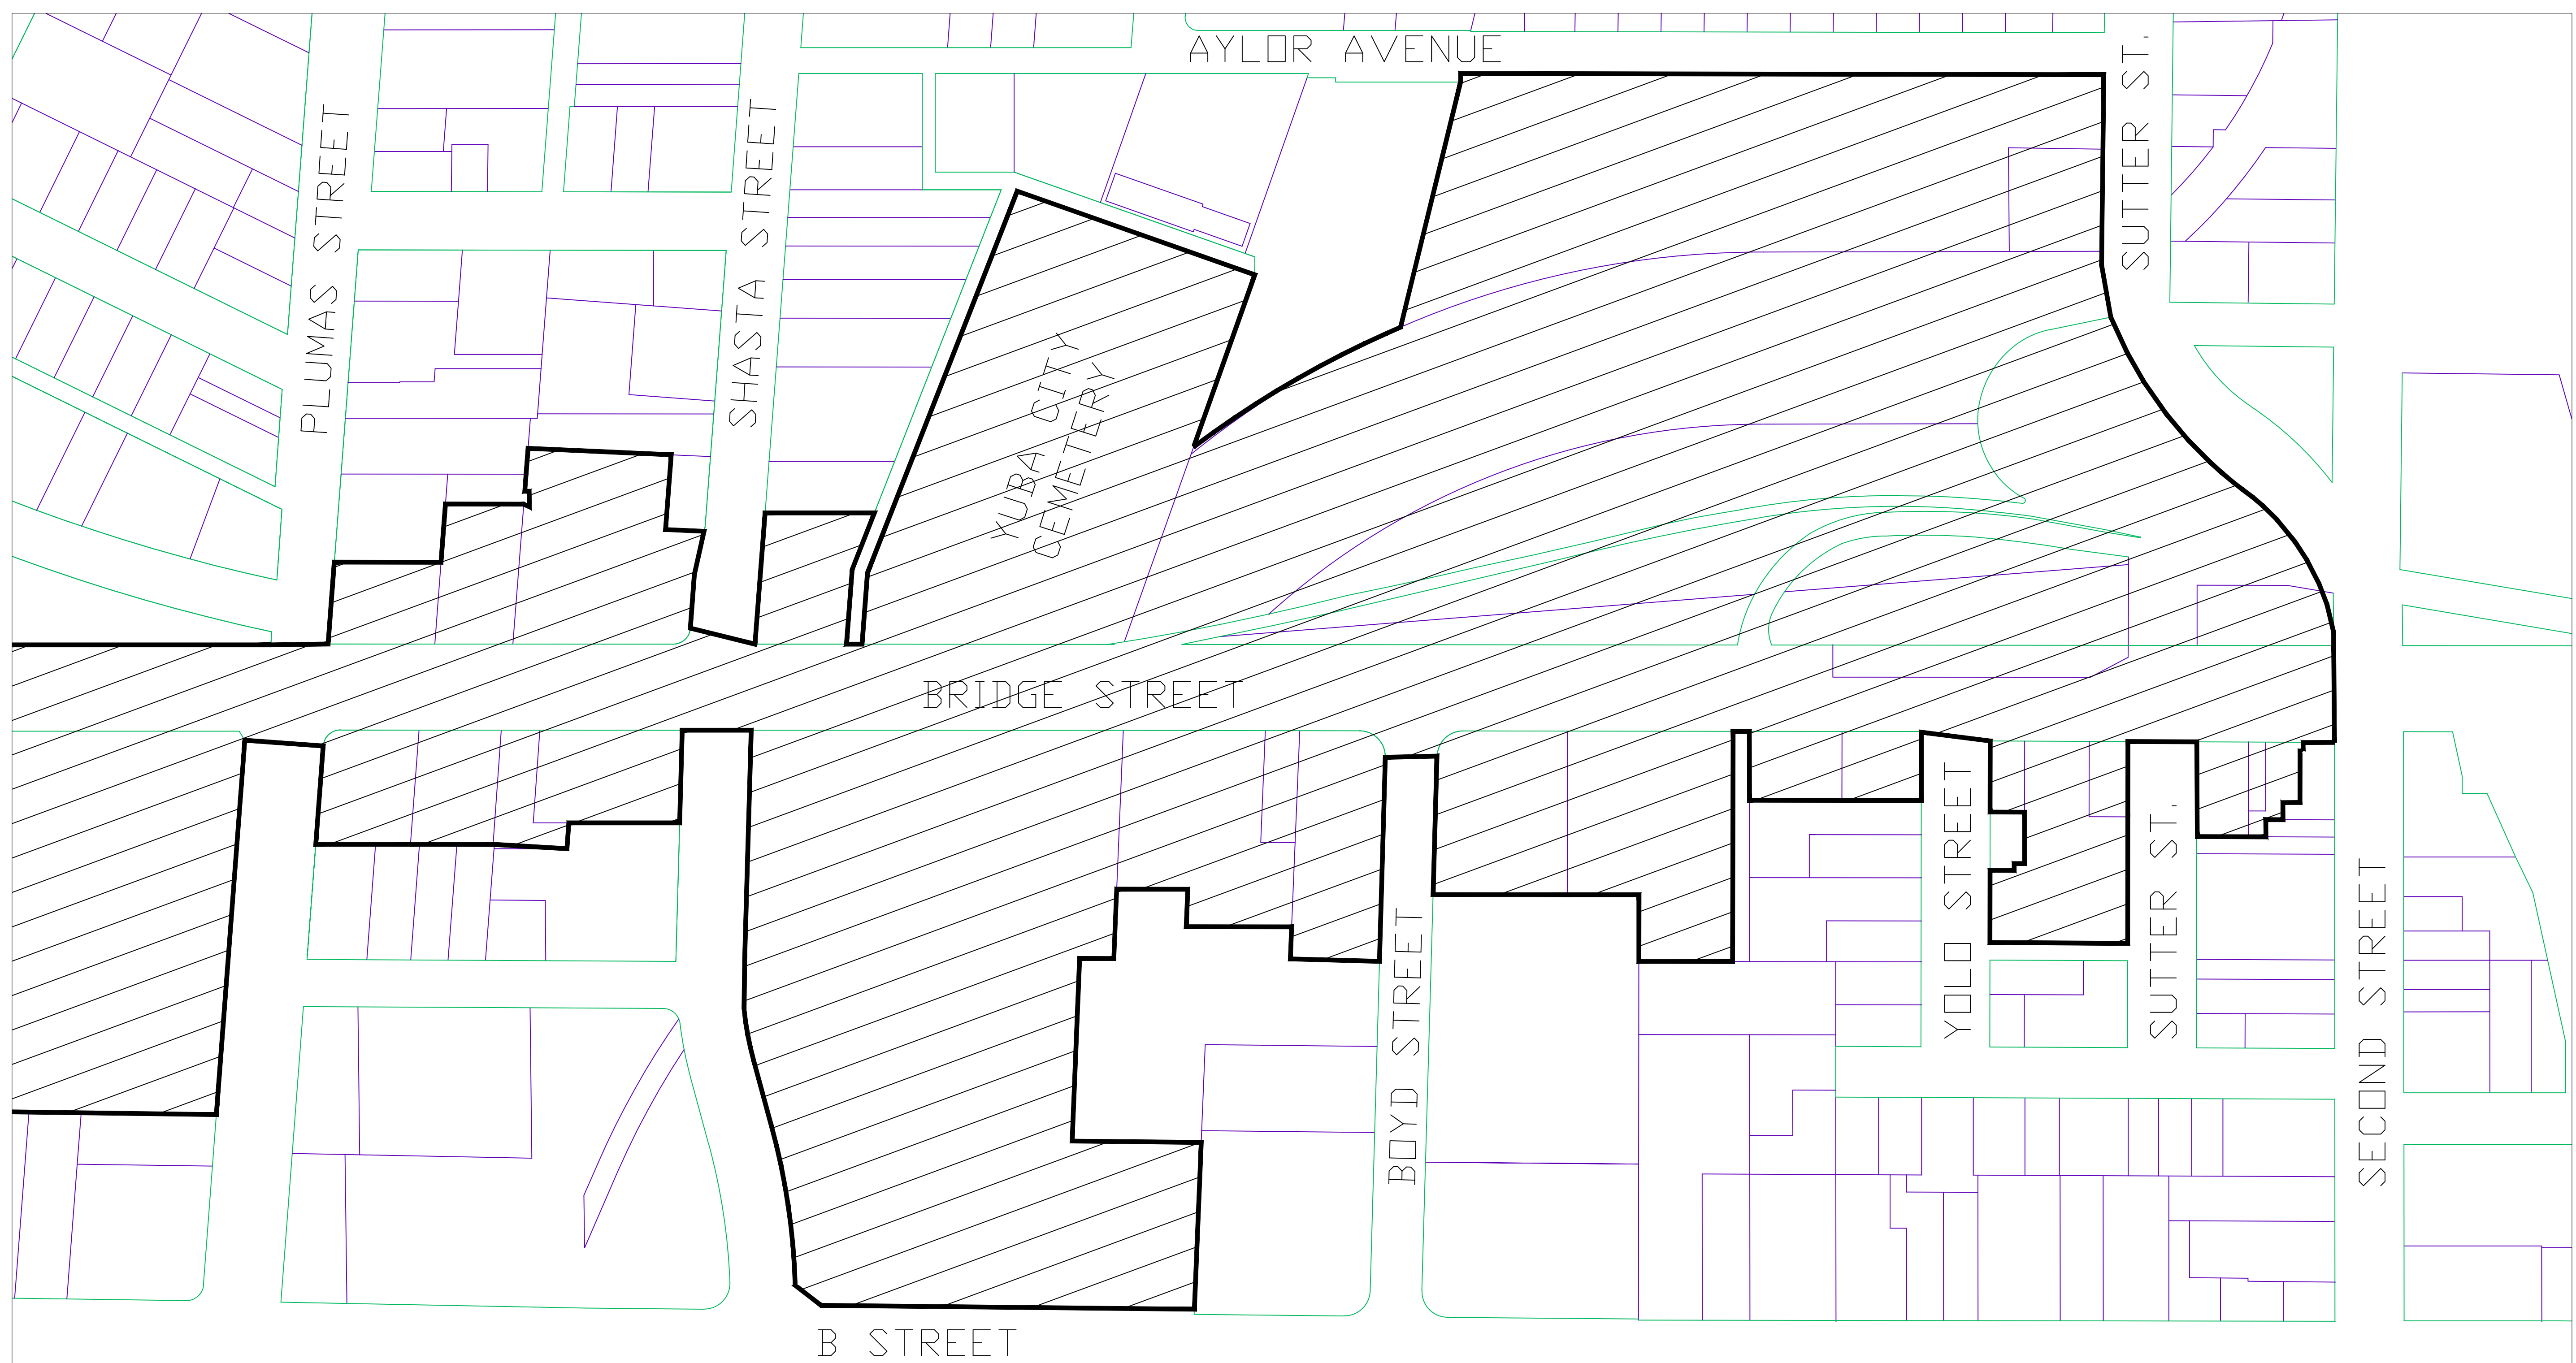 AYLOR AVENUE
SUTTER ST.
PLUMAS STREET
SHASTA STREET
YUBA CITY
CEMETERY
BRIDGE STREET
YOLO STREET
SUTTER ST.
BOYD STREET
SECOND STREET
B STREET